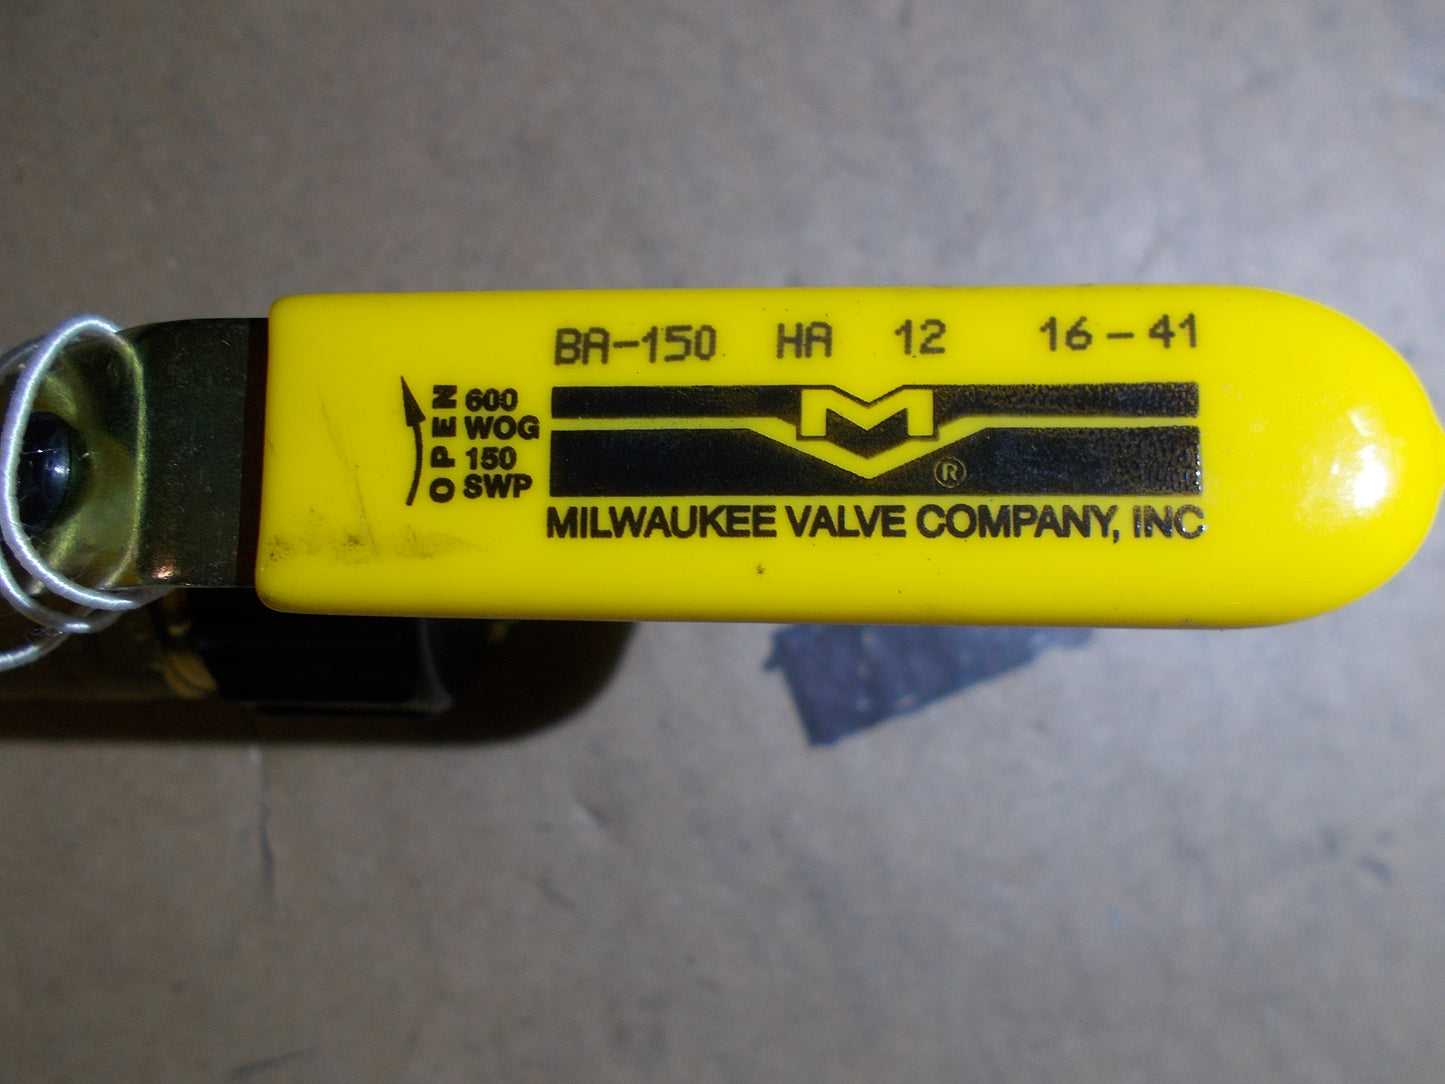 BA-150 HA 12 16-41
OPEN
600
WOG
150
SWP
M
®
MILWAUKEE VALVE COMPANY, INC